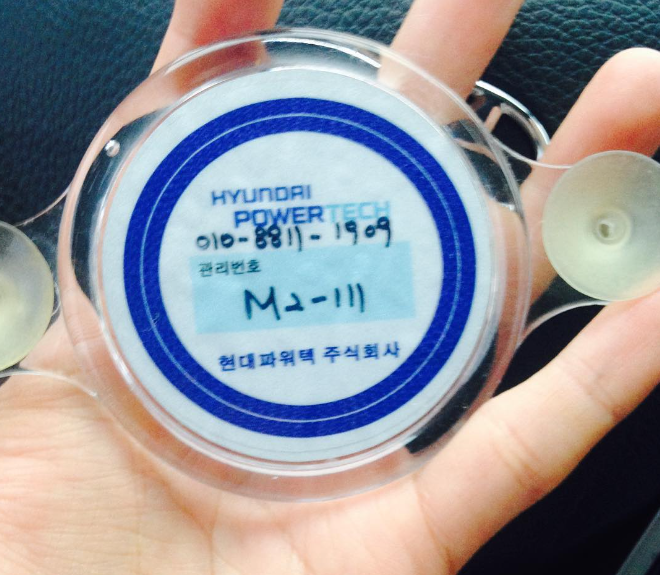 HYUNDAI
POWERTECH
010-8811-1909
관리번호
M2-111
현대파워텍 주식회사